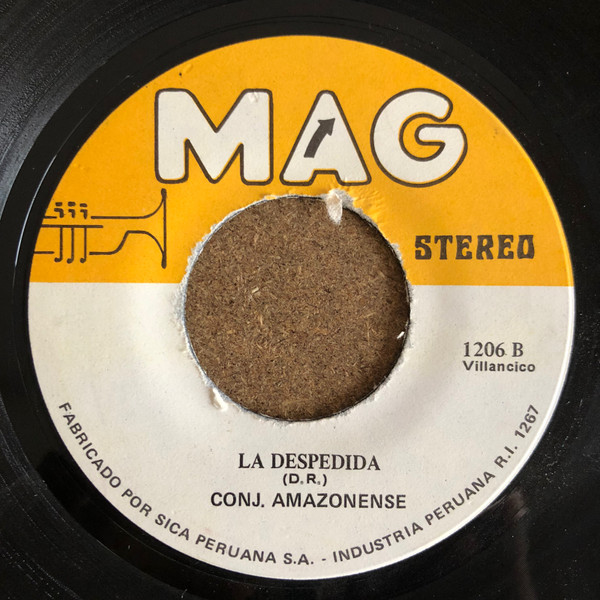 MAG
STEREO
1206 B
Villancico
LA DESPEDIDA
(D.R.)
CONJ. AMAZONENSE
FABRICADO POR SICA PERUANA S.A. - INDUSTRIA PERUANA R.I. 1267